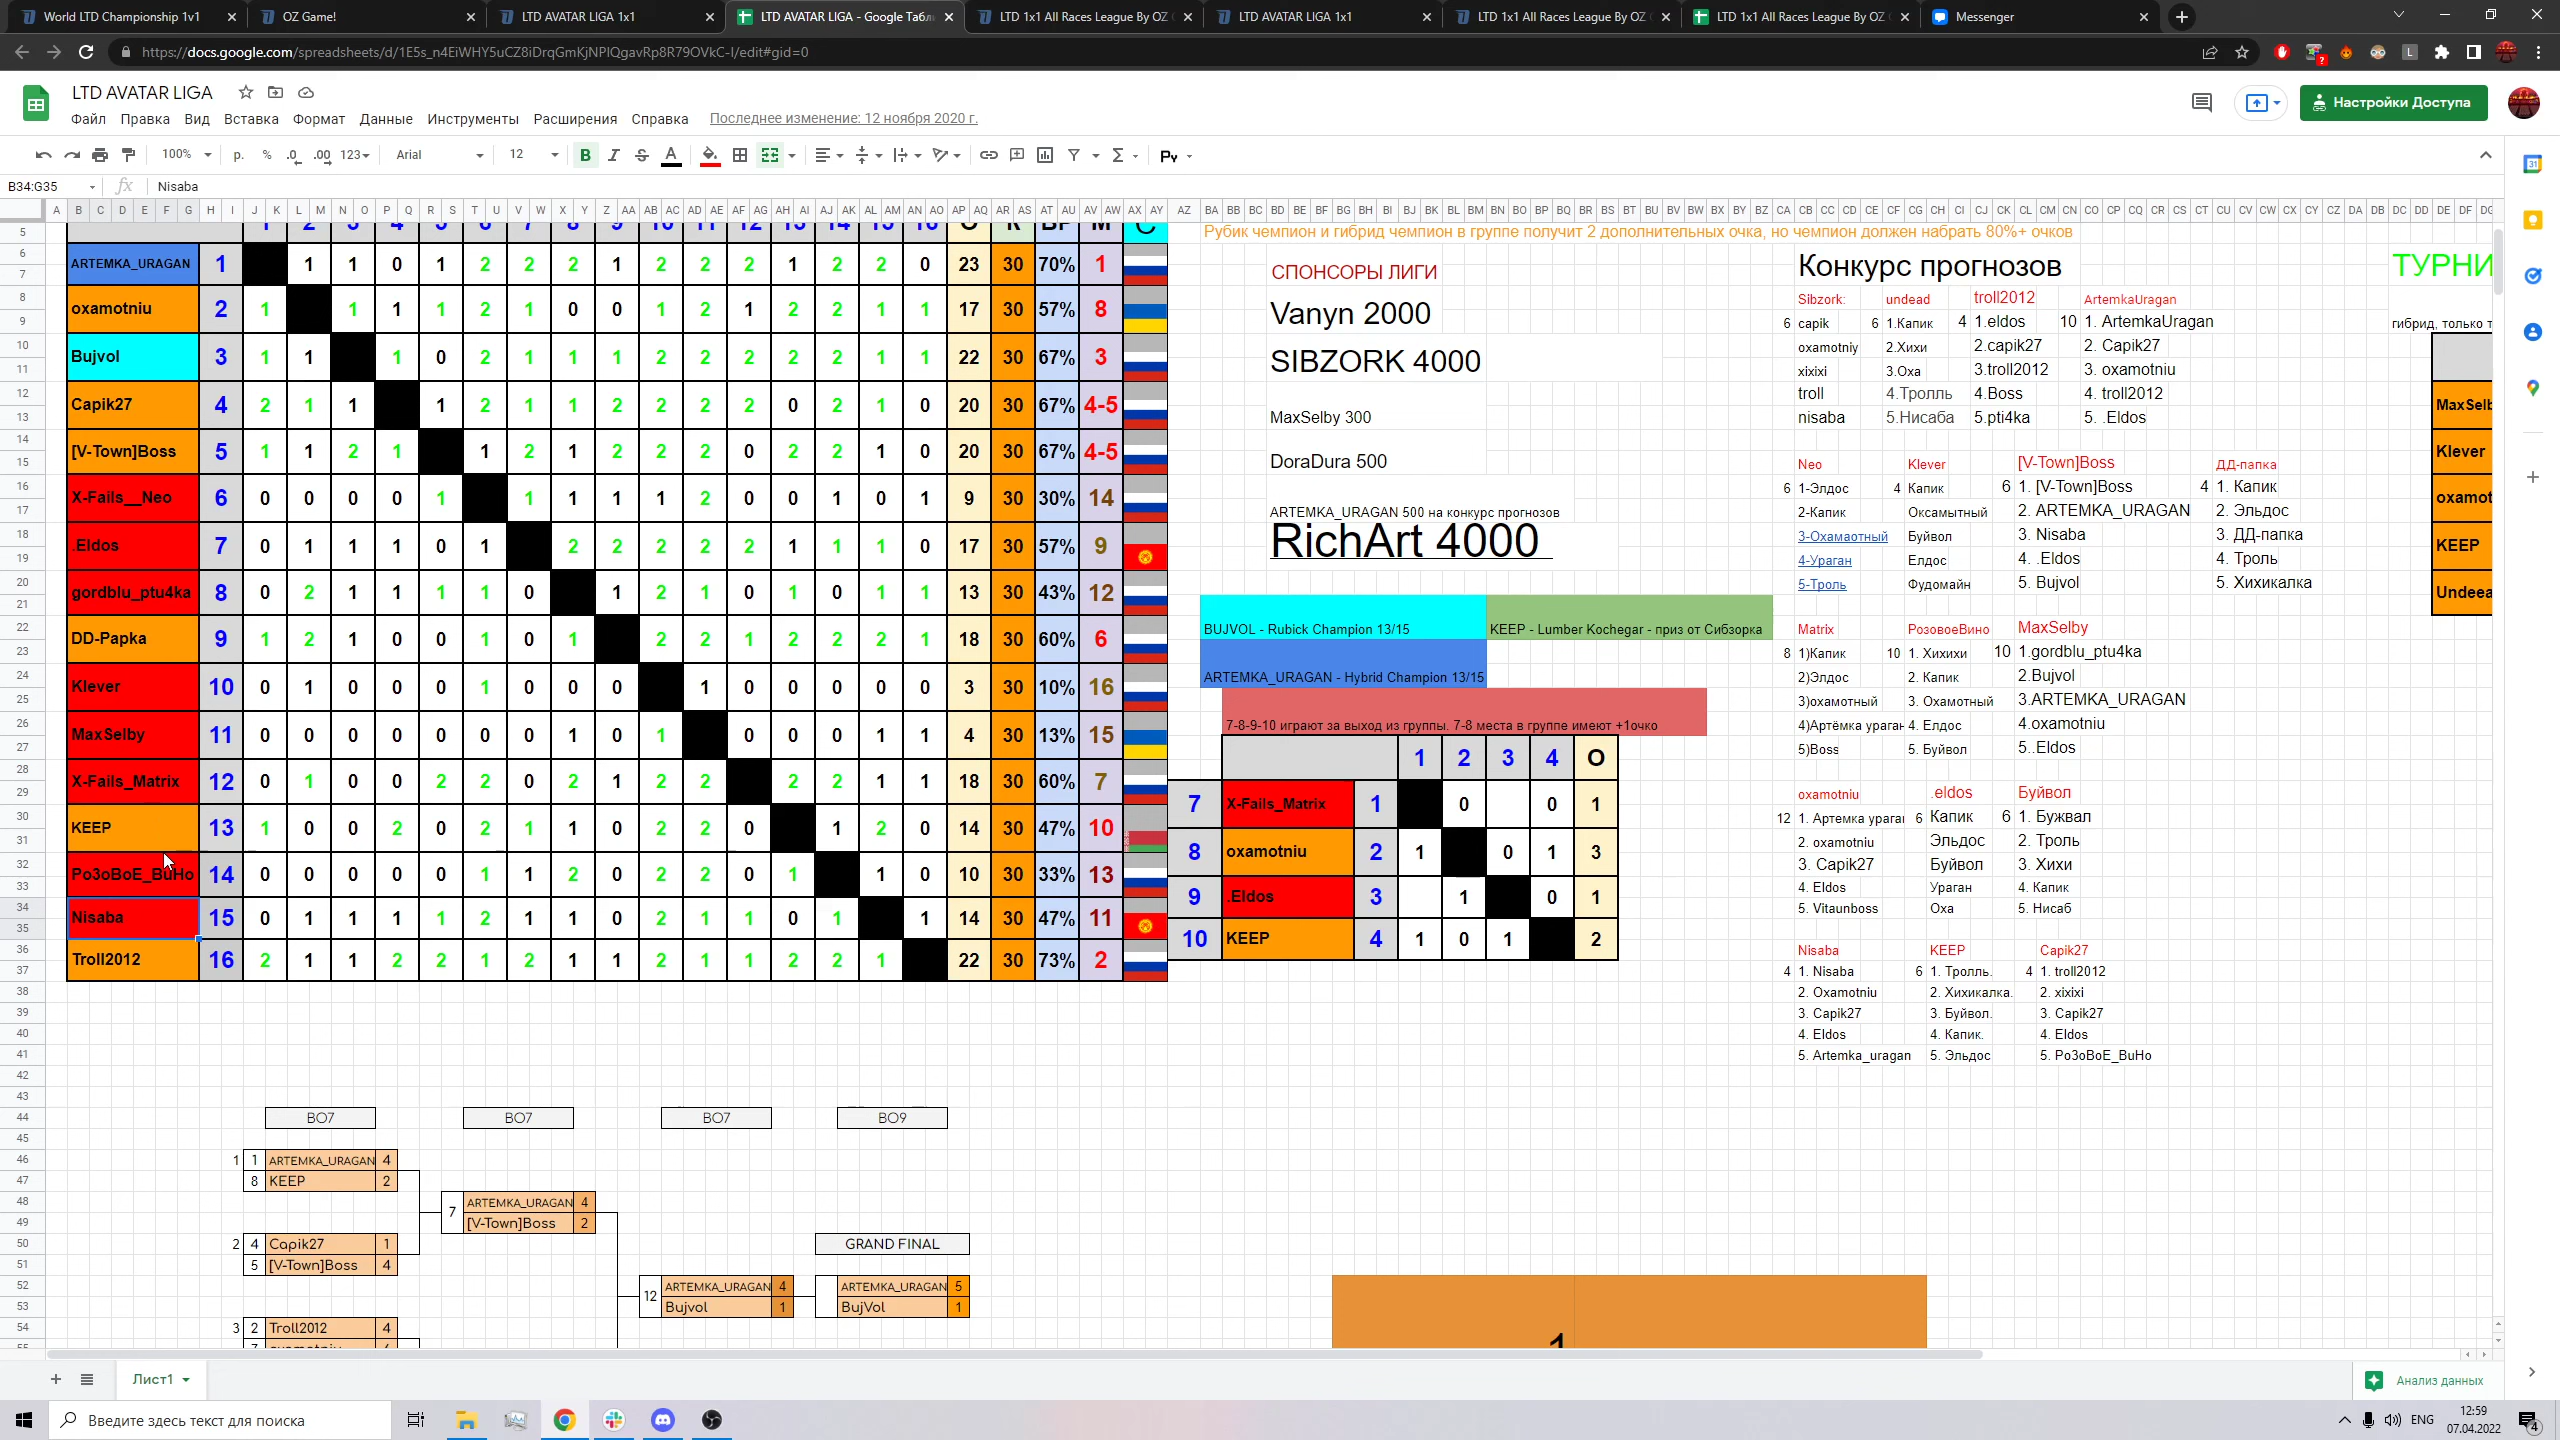 World LTD Championship 1v1
OZ Game!
LTD AVATAR LIGA 1x1
LTD AVATAR LIGA - Google Табл
LTD 1x1 All Races League By OZ
LTD AVATAR LIGA 1x1
LTD 1x1 All Races League By OZ
LTD 1x1 All Races League By OZ
Messenger
https://docs.google.com/spreadsheets/d/1E5s_n4EiWHY5uCZ8iDrqGmKjNPIQgavRp8R79OVkC-I/edit#gid=0
LTD AVATAR LIGA
Файл Правка Вид Вставка Формат Данные Инструменты Расширения Справка Последнее изменение: 12 ноября 2020 г.
Настройки Доступа
100% р. % .0 .00 123 Arial 12
B34:G35 Nisaba
Рубик чемпион и гибрид чемпион в группе получит 2 дополнительных очка, но чемпион должен набрать 80%+ очков
ARTEMKA_URAGAN 1 1 1 0 1 2 2 2 1 2 2 2 1 2 2 0 23 30 70% 1
oxamotniu 2 1 1 1 1 2 1 0 0 1 2 1 2 2 1 1 17 30 57% 8
Bujvol 3 1 1 1 0 2 1 1 1 2 2 2 2 2 1 1 22 30 67% 3
Capik27 4 2 1 1 1 2 1 1 2 2 2 2 0 2 1 0 20 30 67% 4-5
[V-Town]Boss 5 1 1 2 1 1 2 1 2 2 2 0 2 2 1 0 20 30 67% 4-5
X-Fails__Neo 6 0 0 0 0 1 1 1 1 1 2 0 0 1 0 1 9 30 30% 14
.Eldos 7 0 1 1 1 0 1 2 2 2 2 2 1 1 1 0 17 30 57% 9
gordblu_ptu4ka 8 0 2 1 1 1 1 0 1 2 1 0 1 0 1 1 13 30 43% 12
DD-Papka 9 1 2 1 0 0 1 0 1 2 2 1 2 2 2 1 18 30 60% 6
Klever 10 0 1 0 0 0 1 0 0 0 1 0 0 0 0 0 3 30 10% 16
MaxSelby 11 0 0 0 0 0 0 0 1 0 1 0 0 0 1 1 4 30 13% 15
X-Fails_Matrix 12 0 1 0 0 2 2 0 2 1 2 2 2 2 1 1 18 30 60% 7
KEEP 13 1 0 0 2 0 2 1 1 0 2 2 0 1 2 0 14 30 47% 10
Po3oBoE_BuHo 14 0 0 0 0 0 1 1 2 0 2 2 0 1 1 0 10 30 33% 13
Nisaba 15 0 1 1 1 1 2 1 1 0 2 1 1 0 1 1 14 30 47% 11
Troll2012 16 2 1 1 2 2 1 2 1 1 2 1 1 2 2 1 22 30 73% 2
СПОНСОРЫ ЛИГИ
Vanyn 2000
SIBZORK 4000
MaxSelby 300
DoraDura 500
ARTEMKA_URAGAN 500 на конкурс прогнозов
RichArt 4000
BUJVOL - Rubick Champion 13/15
KEEP - Lumber Kochegar - приз от Сибзорка
ARTEMKA_URAGAN - Hybrid Champion 13/15
7-8-9-10 играют за выход из группы. 7-8 места в группе имеют +1очко
1 2 3 4 О
7 X-Fails_Matrix 1 0 0 1
8 oxamotniu 2 1 0 1 3
9 .Eldos 3 1 0 1
10 KEEP 4 1 0 1 2
Конкурс прогнозов
Sibzork: undead troll2012 ArtemkaUragan
6 capik 6 1.Капик 4 1.eldos 10 1. ArtemkaUragan
oxamotniy 2.Хихи 2.capik27 2. Capik27
xixixi 3.Оха 3.troll2012 3. oxamotniu
troll 4.Тролль 4.Boss 4. troll2012
nisaba 5.Нисаба 5.pti4ka 5. .Eldos
Neo Klever [V-Town]Boss ДД-папка
6 1-Элдос 4 Капик 6 1. [V-Town]Boss 4 1. Капик
2-Капик Оксамытный 2. ARTEMKA_URAGAN 2. Эльдос
3-Охамаотный Буйвол 3. Nisaba 3. ДД-папка
4-Ураган Елдос 4. .Eldos 4. Троль
5-Троль Фудомайн 5. Bujvol 5. Хихикалка
Matrix РозовоеВино MaxSelby
8 1)Капик 10 1. Хихихи 10 1.gordblu_ptu4ka
2)Элдос 2. Капик 2.Bujvol
3)охамотный 3. Охамотный 3.ARTEMKA_URAGAN
4)Артёмка ураган 4. Елдос 4.oxamotniu
5)Boss 5. Буйвол 5..Eldos
oxamotniu .eldos Буйвол
12 1. Артемка ураган 6 Капик 6 1. Бужвал
2. oxamotniu Эльдос 2. Троль
3. Capik27 Буйвол 3. Хихи
4. Eldos Ураган 4. Капик
5. Vitaunboss Оха 5. Нисаб
Nisaba KEEP Capik27
4 1. Nisaba 6 1. Тролль. 4 1. troll2012
2. Oxamotniu 2. Хихикалка. 2. xixixi
3. Capik27 3. Буйвол. 3. Capik27
4. Eldos 4. Капик. 4. Eldos
5. Artemka_uragan 5. Эльдос 5. Po3oBoE_BuHo
ТУРНИ
гибрид, только т
MaxSelb
Klever
oxamot
KEEP
Undeea
BO7 BO7 BO7 BO9
1 1 ARTEMKA_URAGAN 4
8 KEEP 2
7 ARTEMKA_URAGAN 4
[V-Town]Boss 2
2 4 Capik27 1
5 [V-Town]Boss 4
GRAND FINAL
12 ARTEMKA_URAGAN 4
Bujvol 1
ARTEMKA_URAGAN 5
BujVol 1
3 2 Troll2012 4
1
Лист1
Анализ данных
Введите здесь текст для поиска
ENG
12:59
07.04.2022
4